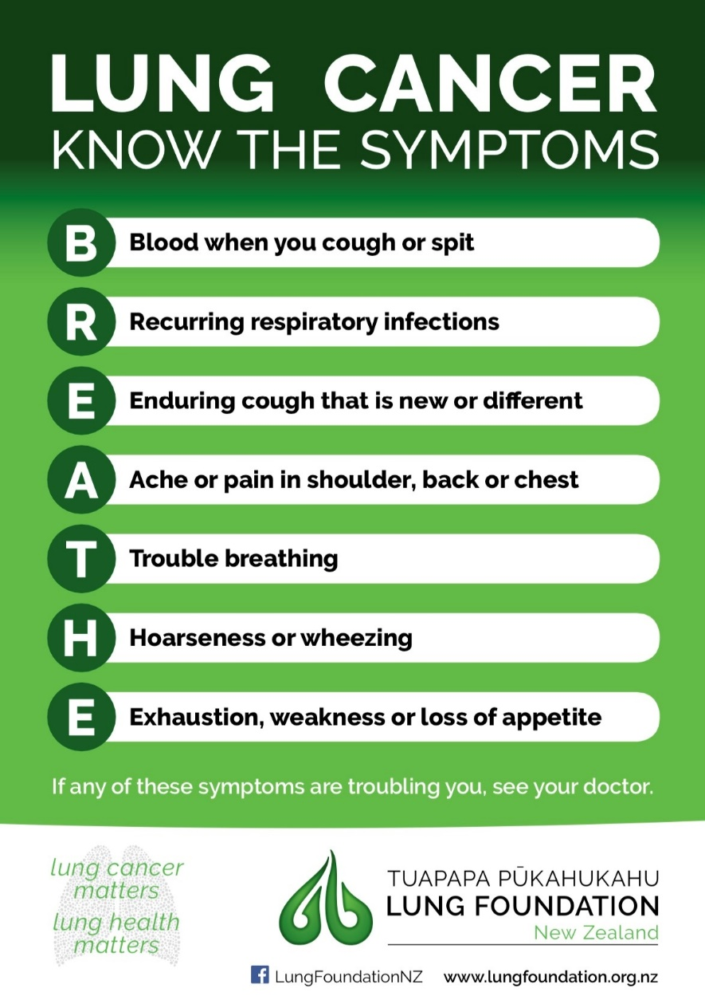 LUNG CANCER
KNOW THE SYMPTOMS
B Blood when you cough or spit
R Recurring respiratory infections
E Enduring cough that is new or different
A Ache or pain in shoulder, back or chest
T Trouble breathing
H Hoarseness or wheezing
E Exhaustion, weakness or loss of appetite
If any of these symptoms are troubling you, see your doctor.
lung cancer
matters
lung health
matters
TUAPAPA PŪKAHUKAHU
LUNG FOUNDATION
New Zealand
f LungFoundationNZ www.lungfoundation.org.nz